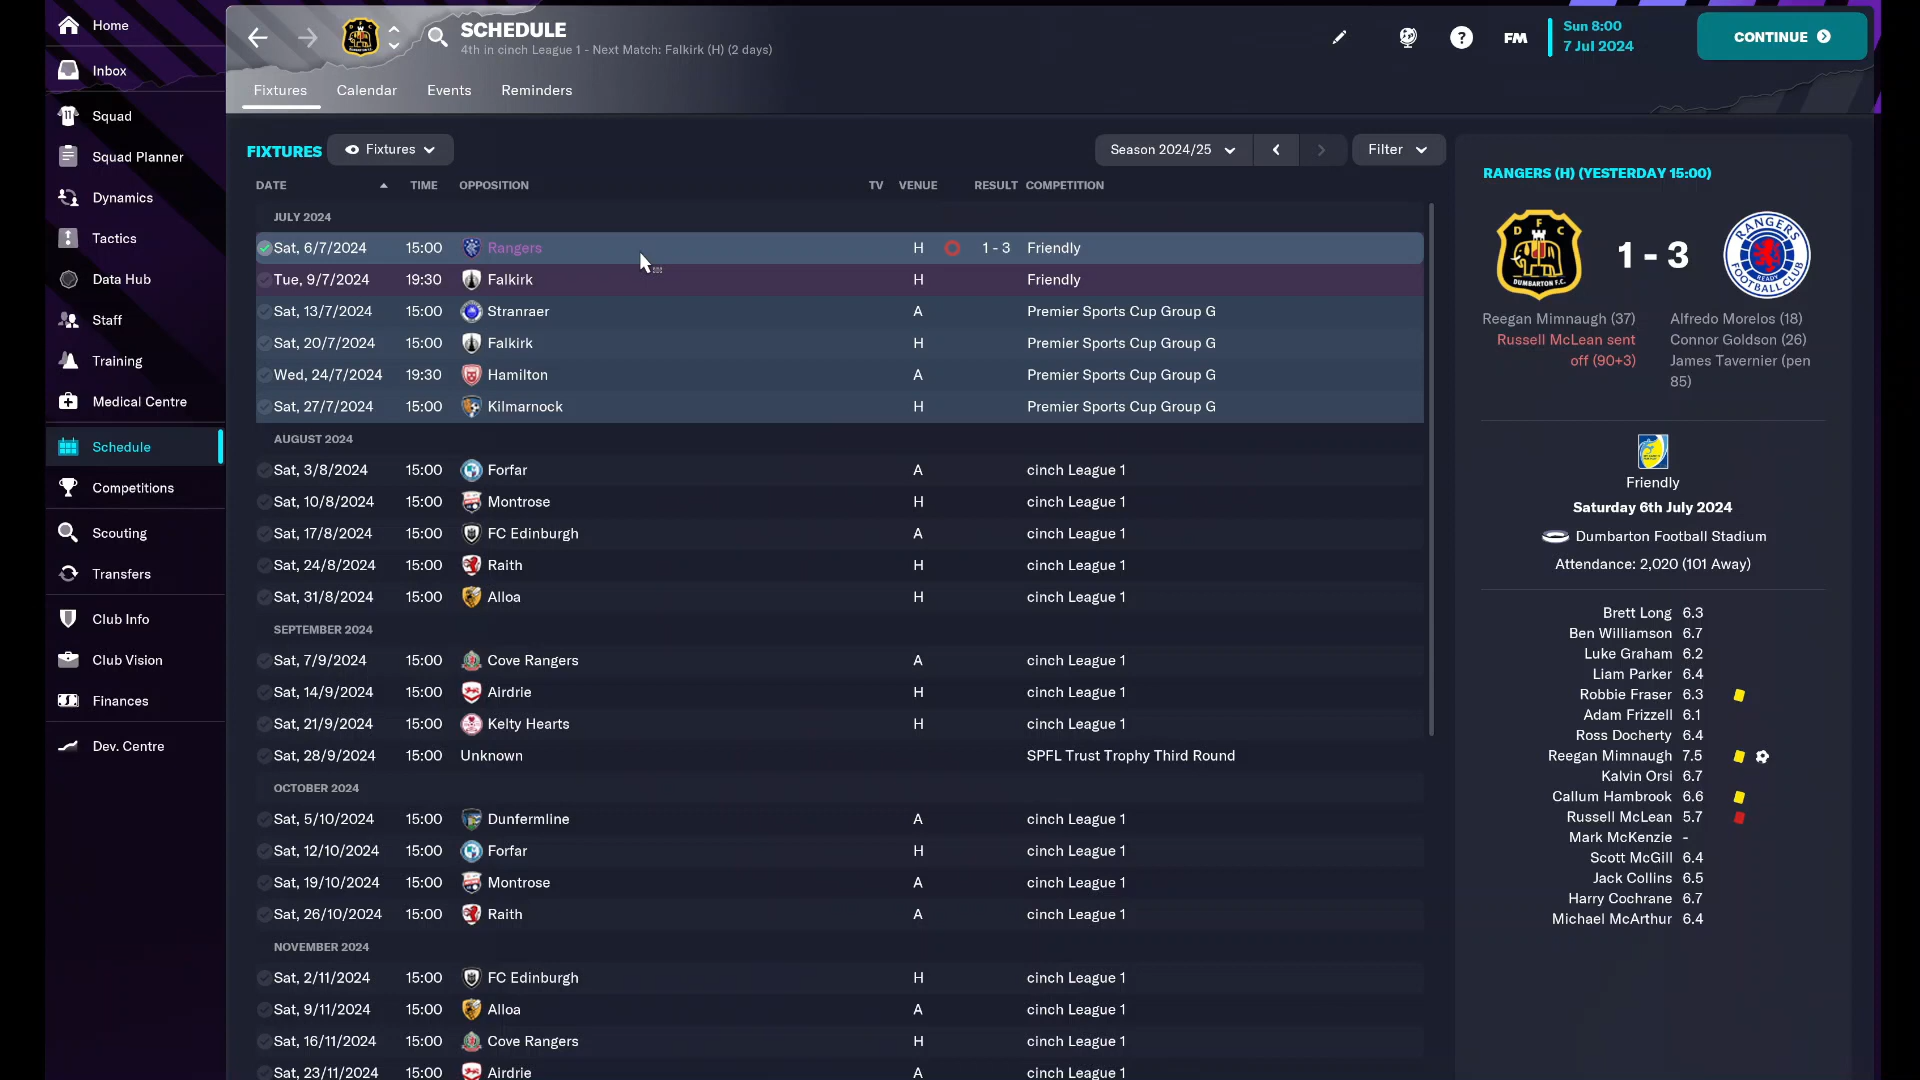 Home
Inbox
Squad
Squad Planner
Dynamics
Tactics
Data Hub
Staff
Training
Medical Centre
Schedule
Competitions
Scouting
Transfers
Club Info
Club Vision
Finances
Dev. Centre
SCHEDULE
4th in cinch League 1 - Next Match: Falkirk (H) (2 days)
FM
Sun 8:00
7 Jul 2024
CONTINUE
Fixtures Calendar Events Reminders
FIXTURES Fixtures Season 2024/25 Filter
DATE TIME OPPOSITION TV VENUE RESULT COMPETITION
JULY 2024
Sat, 6/7/2024 15:00 Rangers H 1 - 3 Friendly
Tue, 9/7/2024 19:30 Falkirk H Friendly
Sat, 13/7/2024 15:00 Stranraer A Premier Sports Cup Group G
Sat, 20/7/2024 15:00 Falkirk H Premier Sports Cup Group G
Wed, 24/7/2024 19:30 Hamilton A Premier Sports Cup Group G
Sat, 27/7/2024 15:00 Kilmarnock H Premier Sports Cup Group G
AUGUST 2024
Sat, 3/8/2024 15:00 Forfar A cinch League 1
Sat, 10/8/2024 15:00 Montrose H cinch League 1
Sat, 17/8/2024 15:00 FC Edinburgh A cinch League 1
Sat, 24/8/2024 15:00 Raith H cinch League 1
Sat, 31/8/2024 15:00 Alloa H cinch League 1
SEPTEMBER 2024
Sat, 7/9/2024 15:00 Cove Rangers A cinch League 1
Sat, 14/9/2024 15:00 Airdrie H cinch League 1
Sat, 21/9/2024 15:00 Kelty Hearts H cinch League 1
Sat, 28/9/2024 15:00 Unknown SPFL Trust Trophy Third Round
OCTOBER 2024
Sat, 5/10/2024 15:00 Dunfermline A cinch League 1
Sat, 12/10/2024 15:00 Forfar H cinch League 1
Sat, 19/10/2024 15:00 Montrose A cinch League 1
Sat, 26/10/2024 15:00 Raith A cinch League 1
NOVEMBER 2024
Sat, 2/11/2024 15:00 FC Edinburgh H cinch League 1
Sat, 9/11/2024 15:00 Alloa A cinch League 1
Sat, 16/11/2024 15:00 Cove Rangers H cinch League 1
Sat, 23/11/2024 15:00 Airdrie A cinch League 1
RANGERS (H) (YESTERDAY 15:00)
D F C
DUMBARTON F.C.
1 - 3
RANGERS
READY
FOOTBALL CLUB
Reegan Mimnaugh (37)
Russell McLean sent
off (90+3)
Alfredo Morelos (18)
Connor Goldson (26)
James Tavernier (pen
85)
Friendly
Saturday 6th July 2024
Dumbarton Football Stadium
Attendance: 2,020 (101 Away)
Brett Long 6.3
Ben Williamson 6.7
Luke Graham 6.2
Liam Parker 6.4
Robbie Fraser 6.3
Adam Frizzell 6.1
Ross Docherty 6.4
Reegan Mimnaugh 7.5
Kalvin Orsi 6.7
Callum Hambrook 6.6
Russell McLean 5.7
Mark McKenzie -
Scott McGill 6.4
Jack Collins 6.5
Harry Cochrane 6.7
Michael McArthur 6.4